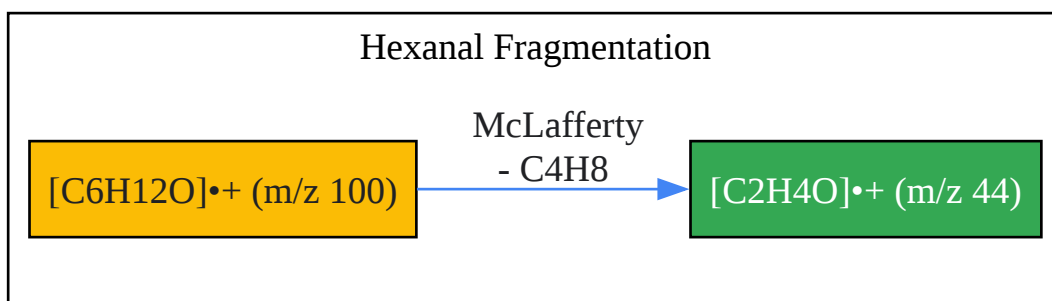 Hexanal Fragmentation
McLafferty
- C4H8
[C6H12O]•+ (m/z 100)
[C2H4O]•+ (m/z 44)